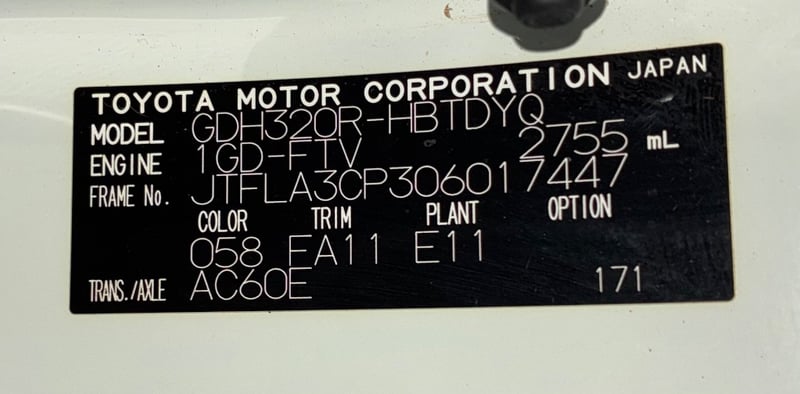 TOYOTA MOTOR CORPORATION JAPAN
MODEL GDH320R-HBTDYQ
ENGINE 1GD-FTV 2755 mL
FRAME No. JTFLA3CP306017447
COLOR TRIM PLANT OPTION
058 FA11 E11
TRANS./AXLE AC60E 171